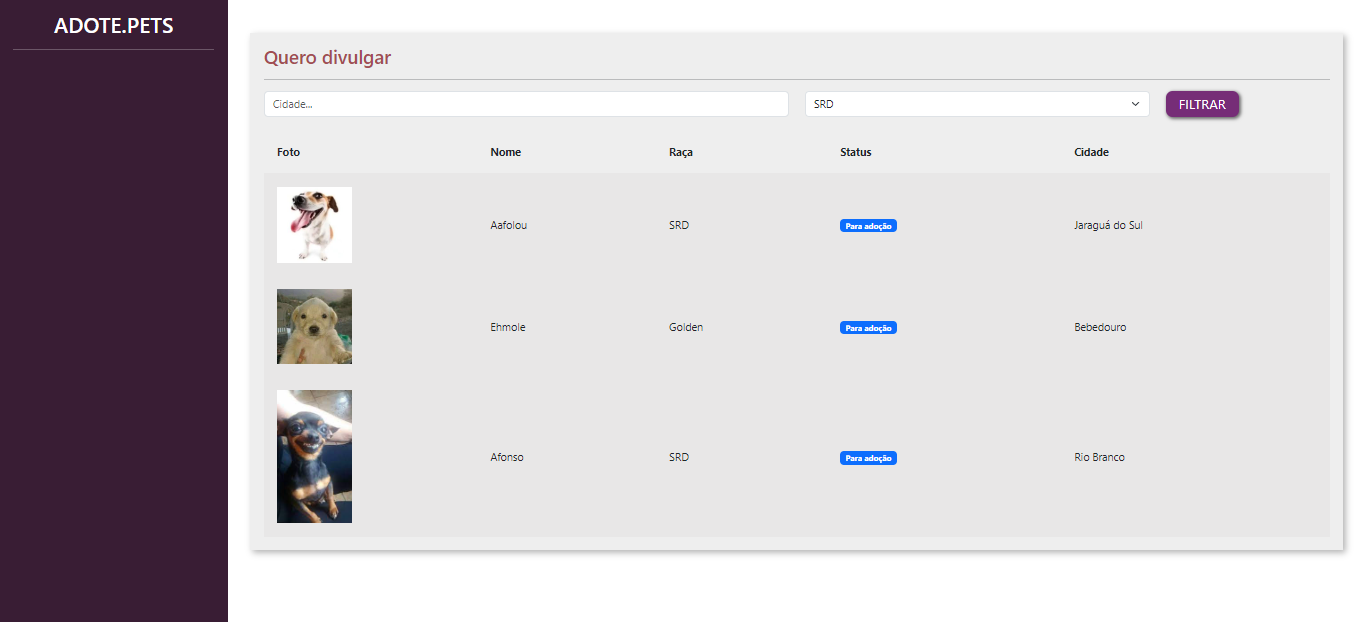 ADOTE.PETS
Quero divulgar
Cidade...
SRD
FILTRAR
Foto Nome Raça Status Cidade
Aafolou SRD Para adoção Jaraguá do Sul
Ehmole Golden Para adoção Bebedouro
Afonso SRD Para adoção Rio Branco